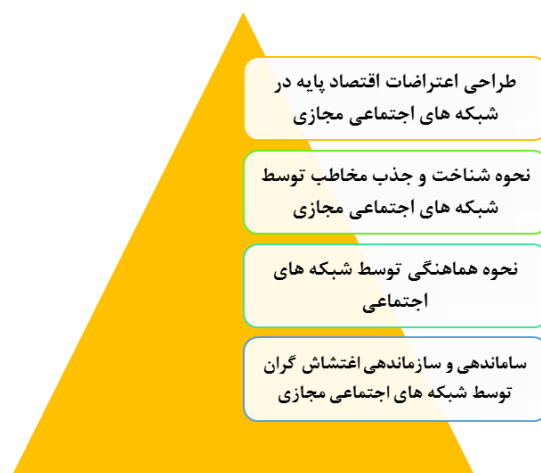 طراحی اعتراضات اقتصاد پایه در
شبکه های اجتماعی مجازی
نحوه شناخت و جذب مخاطب توسط
شبکه های اجتماعی مجازی
نحوه هماهنگی توسط شبکه های
اجتماعی
ساماندهی و سازماندهی اغتشاش گران
توسط شبکه های اجتماعی مجازی